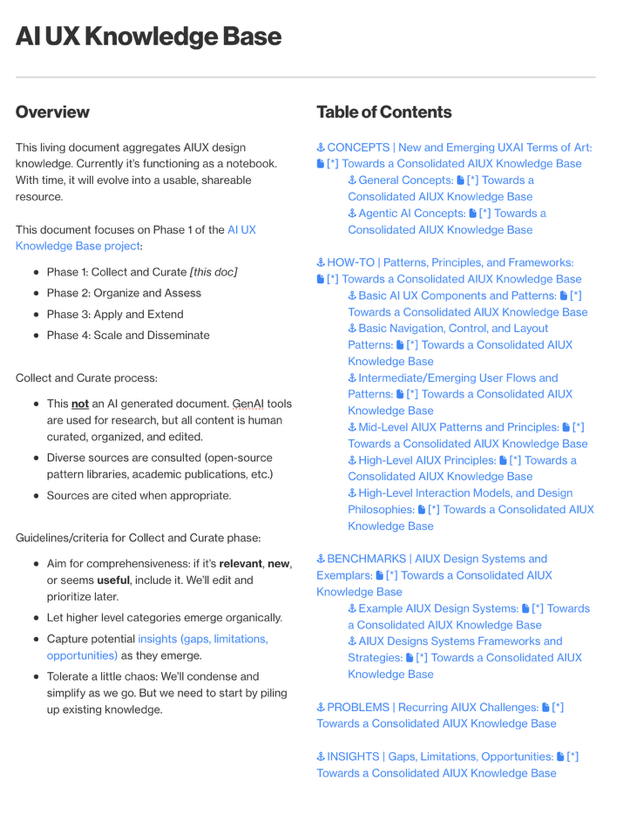 AI UX Knowledge Base
Overview
This living document aggregates AIUX design
knowledge. Currently it's functioning as a notebook.
With time, it will evolve into a usable, shareable
resource.
This document focuses on Phase 1 of the AI UX
Knowledge Base project:
• Phase 1: Collect and Curate [this doc]
• Phase 2: Organize and Assess
• Phase 3: Apply and Extend
• Phase 4: Scale and Disseminate
Collect and Curate process:
• This not an AI generated document. GenAI tools
are used for research, but all content is human
curated, organized, and edited.
• Diverse sources are consulted (open-source
pattern libraries, academic publications, etc.)
• Sources are cited when appropriate.
Guidelines/criteria for Collect and Curate phase:
• Aim for comprehensiveness: if it's relevant, new,
or seems useful, include it. We'll edit and
prioritize later.
• Let higher level categories emerge organically.
• Capture potential insights (gaps, limitations,
opportunities) as they emerge.
• Tolerate a little chaos: We'll condense and
simplify as we go. But we need to start by piling
up existing knowledge.
Table of Contents
CONCEPTS | New and Emerging UXAI Terms of Art:
[*] Towards a Consolidated AIUX Knowledge Base
General Concepts: [*] Towards a
Consolidated AIUX Knowledge Base
Agentic AI Concepts: [*] Towards a
Consolidated AIUX Knowledge Base
HOW-TO | Patterns, Principles, and Frameworks:
[*] Towards a Consolidated AIUX Knowledge Base
Basic AI UX Components and Patterns: [*]
Towards a Consolidated AIUX Knowledge Base
Basic Navigation, Control, and Layout
Patterns: [*] Towards a Consolidated AIUX
Knowledge Base
Intermediate/Emerging User Flows and
Patterns: [*] Towards a Consolidated AIUX
Knowledge Base
Mid-Level AIUX Patterns and Principles: [*]
Towards a Consolidated AIUX Knowledge Base
High-Level AIUX Principles: [*] Towards a
Consolidated AIUX Knowledge Base
High-Level Interaction Models, and Design
Philosophies: [*] Towards a Consolidated AIUX
Knowledge Base
BENCHMARKS | AIUX Design Systems and
Exemplars: [*] Towards a Consolidated AIUX
Knowledge Base
Example AIUX Design Systems: [*] Towards
a Consolidated AIUX Knowledge Base
AIUX Designs Systems Frameworks and
Strategies: [*] Towards a Consolidated AIUX
Knowledge Base
PROBLEMS | Recurring AIUX Challenges: [*]
Towards a Consolidated AIUX Knowledge Base
INSIGHTS | Gaps, Limitations, Opportunities: [*]
Towards a Consolidated AIUX Knowledge Base